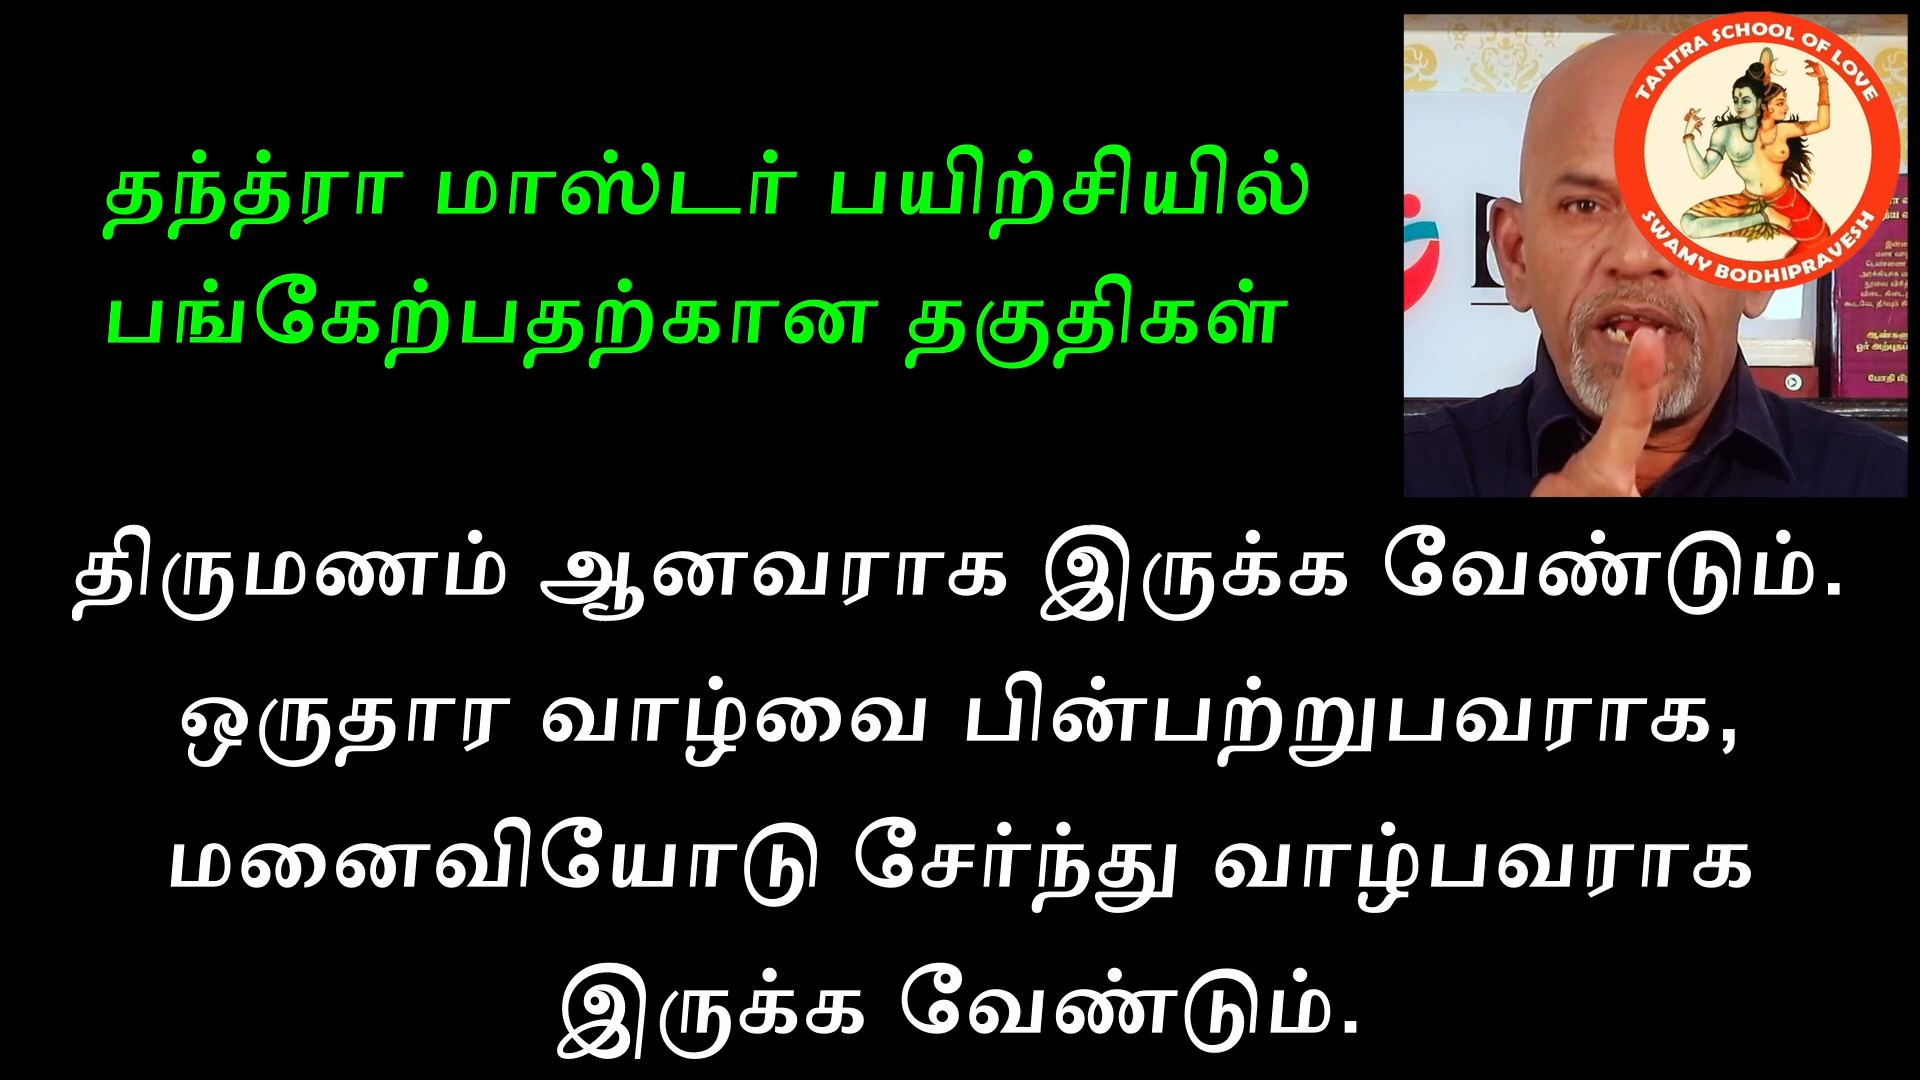 தந்த்ரா மாஸ்டர் பயிற்சியில்
பங்கேற்பதற்கான தகுதிகள்
TANTRA SCHOOL OF LOVE
SWAMY BODHIPRAVESH
திருமணம் ஆனவராக இருக்க வேண்டும்.
ஒருதார வாழ்வை பின்பற்றுபவராக,
மனைவியோடு சேர்ந்து வாழ்பவராக
இருக்க வேண்டும்.